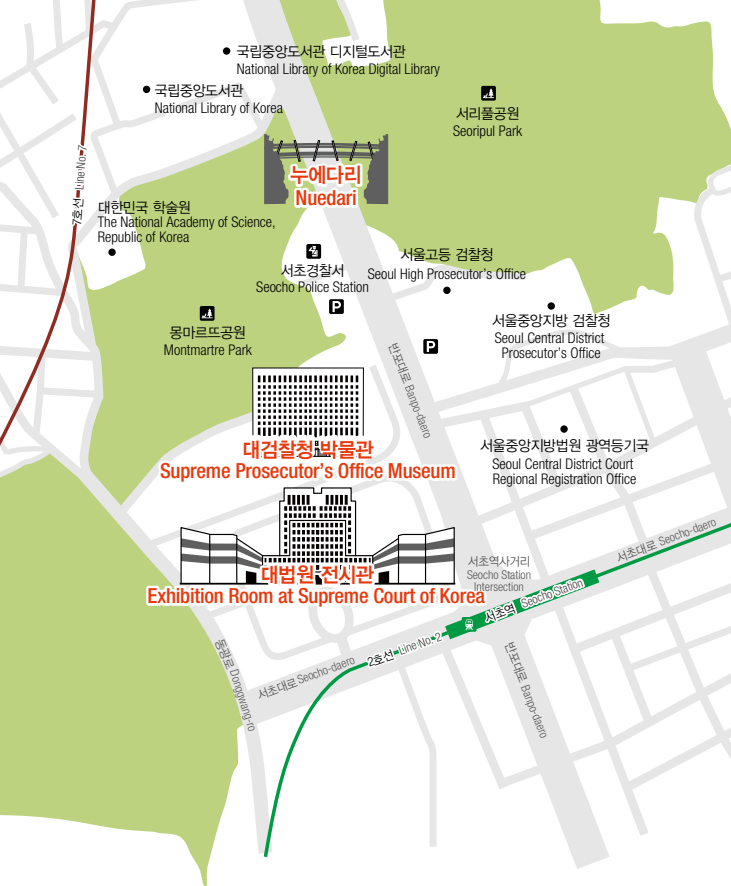 국립중앙도서관 디지털도서관
National Library of Korea Digital Library
국립중앙도서관
National Library of Korea
서리풀공원
Seoripul Park
누에다리
Nuedari
7호선 Line No. 7
대한민국 학술원
The National Academy of Science,
Republic of Korea
서초경찰서
Seocho Police Station
P
서울고등 검찰청
Seoul High Prosecutor's Office
서울중앙지방 검찰청
Seoul Central District
Prosecutor's Office
P
몽마르뜨공원
Montmartre Park
반포대로 Banpo-daero
대검찰청 박물관
Supreme Prosecutor's Office Museum
서울중앙지방법원 광역등기국
Seoul Central District Court
Regional Registration Office
대법원 전시관
Exhibition Room at Supreme Court of Korea
서초역사거리
Seocho Station
Intersection
서초대로 Seocho-daero
서초역 Seocho Station
2호선 Line No. 2
서초대로 Seocho-daero
동광로 Donggwang-ro
반포대로 Banpo-daero